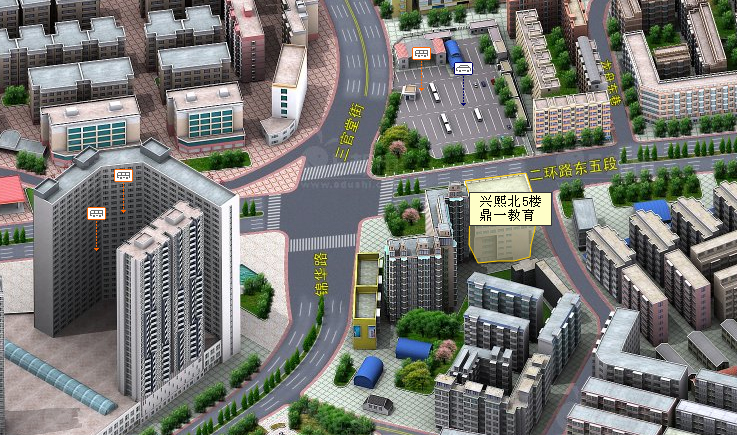 三官堂街
二环路东五段
兴熙北5楼
鼎一教育
锦华路